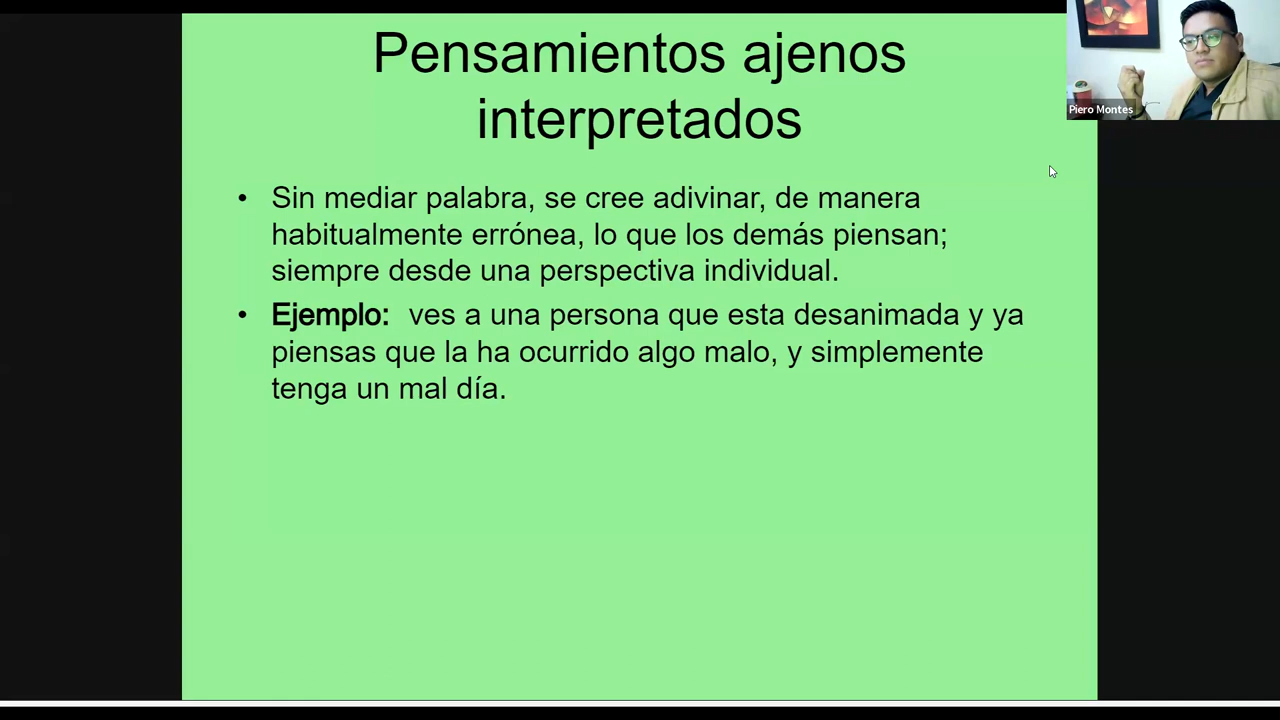 Pensamientos ajenos
interpretados
• Sin mediar palabra, se cree adivinar, de manera
habitualmente errónea, lo que los demás piensan;
siempre desde una perspectiva individual.
• Ejemplo: ves a una persona que esta desanimada y ya
piensas que la ha ocurrido algo malo, y simplemente
tenga un mal día.
Piero Montes